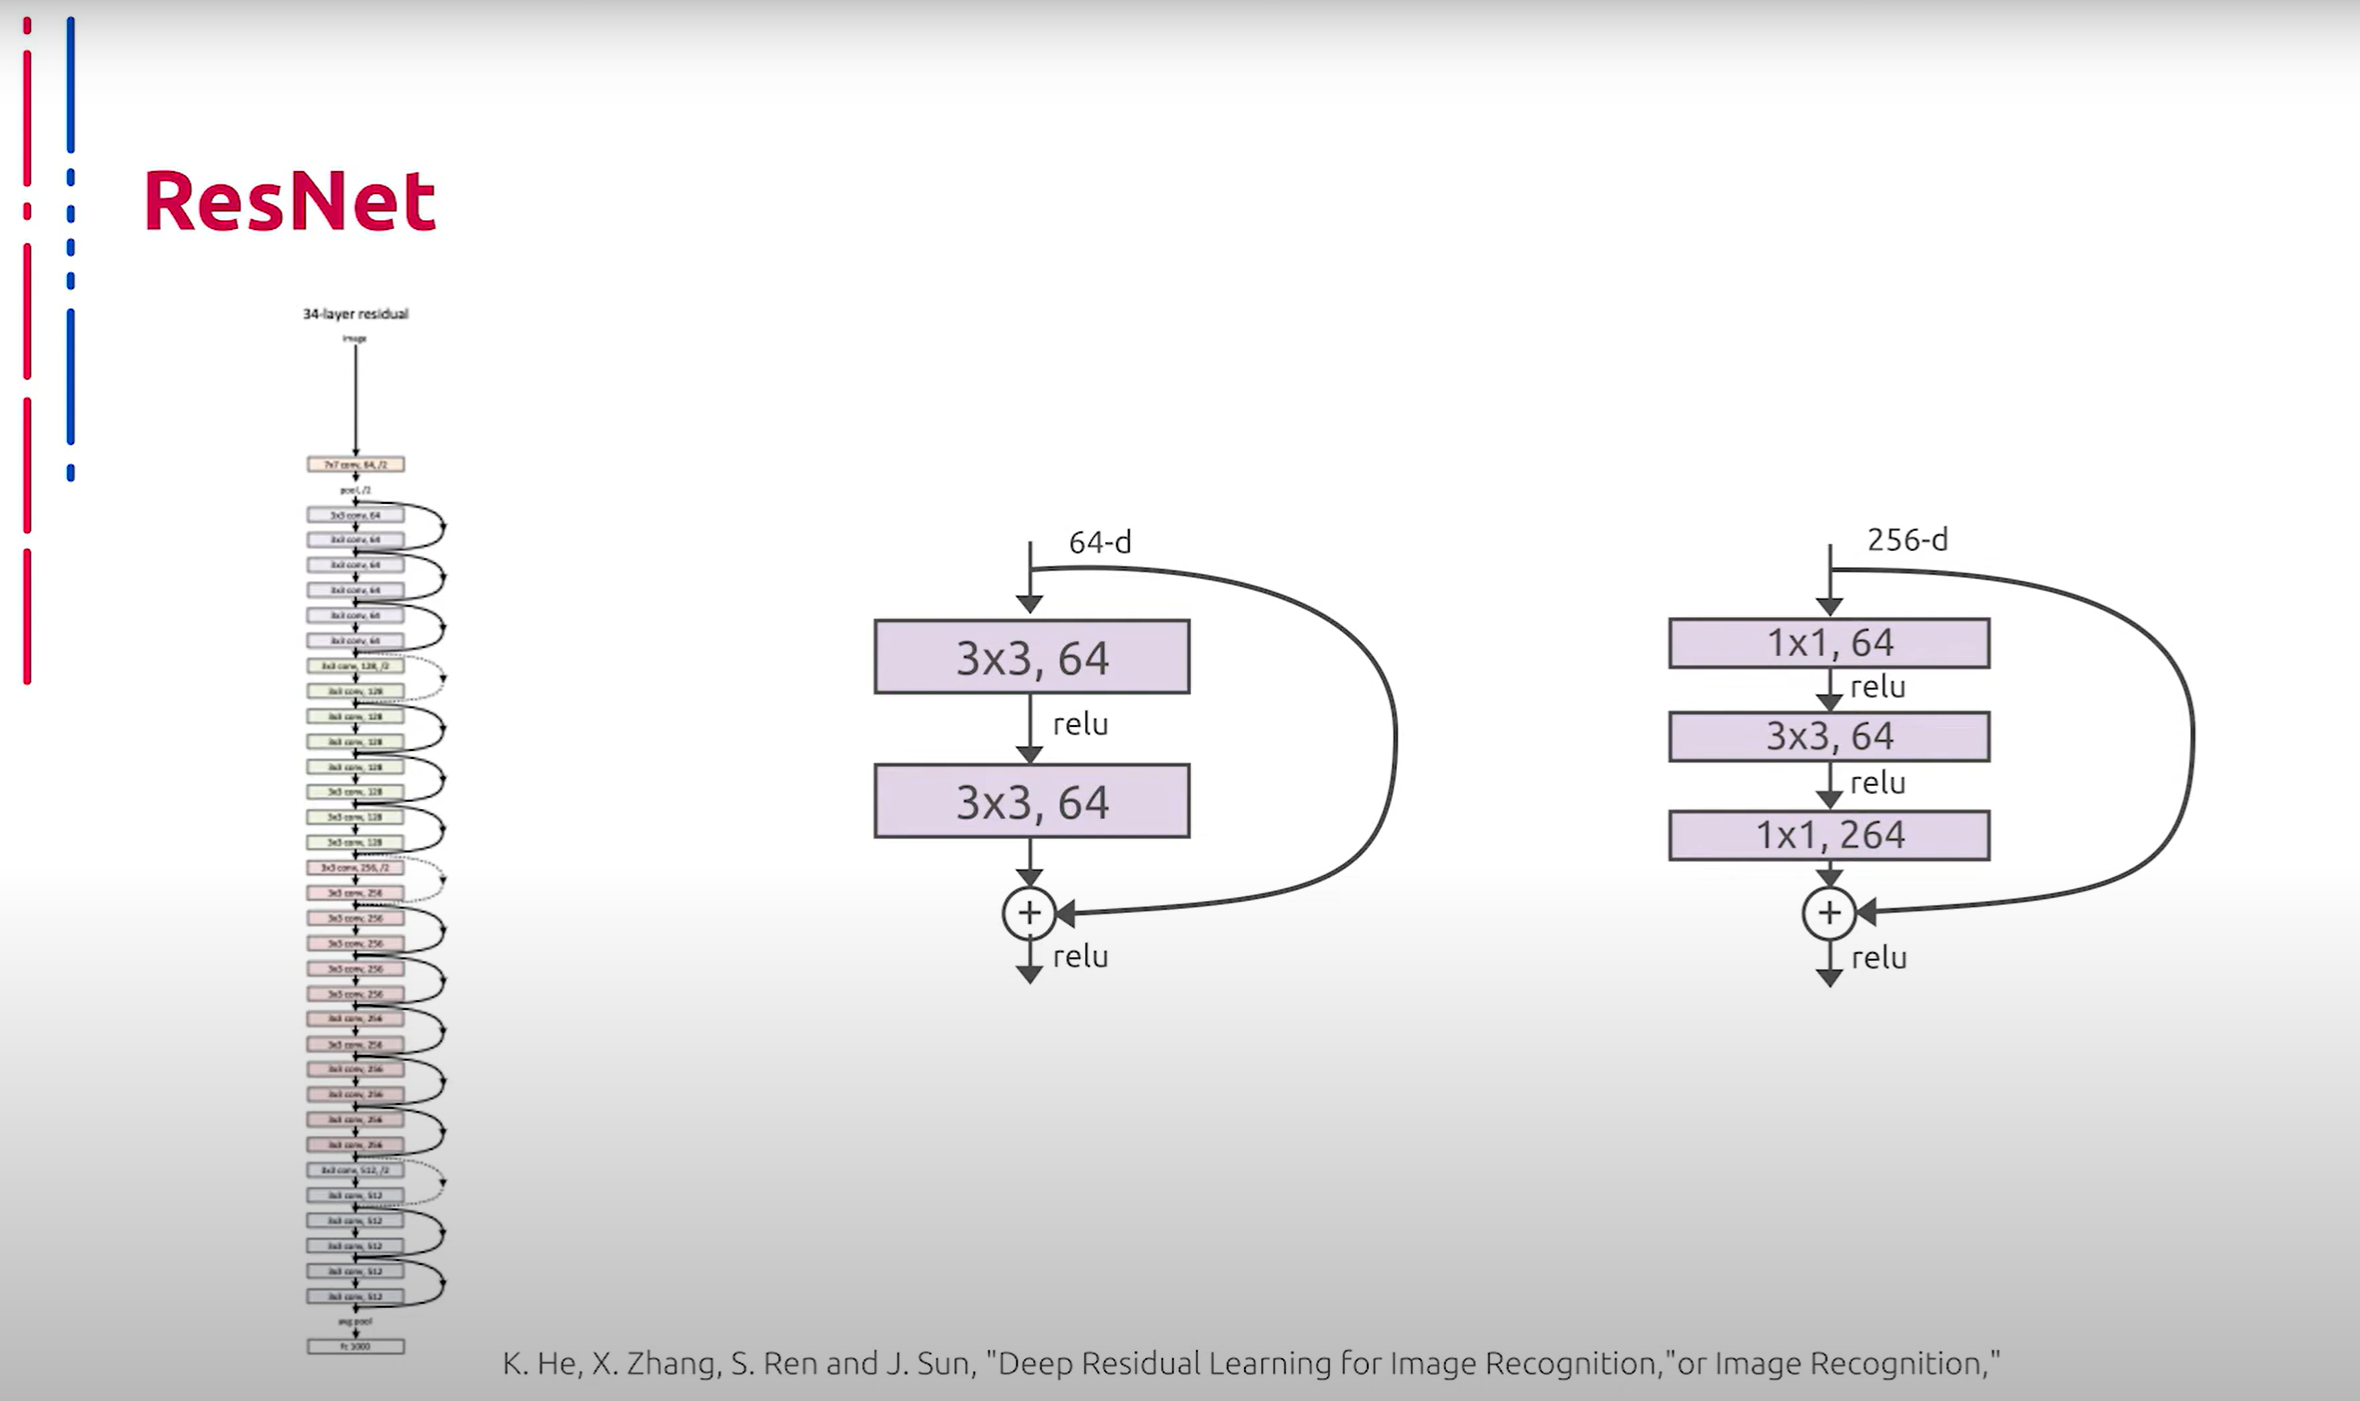 ResNet
34-layer residual
image
7x7 conv, 64, /2
pool, /2
3x3 conv, 64
3x3 conv, 64
3x3 conv, 64
3x3 conv, 64
3x3 conv, 64
3x3 conv, 64
3x3 conv, 128, /2
3x3 conv, 128
3x3 conv, 128
3x3 conv, 128
3x3 conv, 128
3x3 conv, 128
3x3 conv, 128
3x3 conv, 128
3x3 conv, 256, /2
3x3 conv, 256
3x3 conv, 256
3x3 conv, 256
3x3 conv, 256
3x3 conv, 256
3x3 conv, 256
3x3 conv, 256
3x3 conv, 256
3x3 conv, 256
3x3 conv, 256
3x3 conv, 256
3x3 conv, 512, /2
3x3 conv, 512
3x3 conv, 512
3x3 conv, 512
3x3 conv, 512
3x3 conv, 512
avg pool
fc 1000
64-d
3x3, 64
relu
3x3, 64
+
relu
256-d
1x1, 64
relu
3x3, 64
relu
1x1, 264
+
relu
K. He, X. Zhang, S. Ren and J. Sun, "Deep Residual Learning for Image Recognition,"or Image Recognition,"